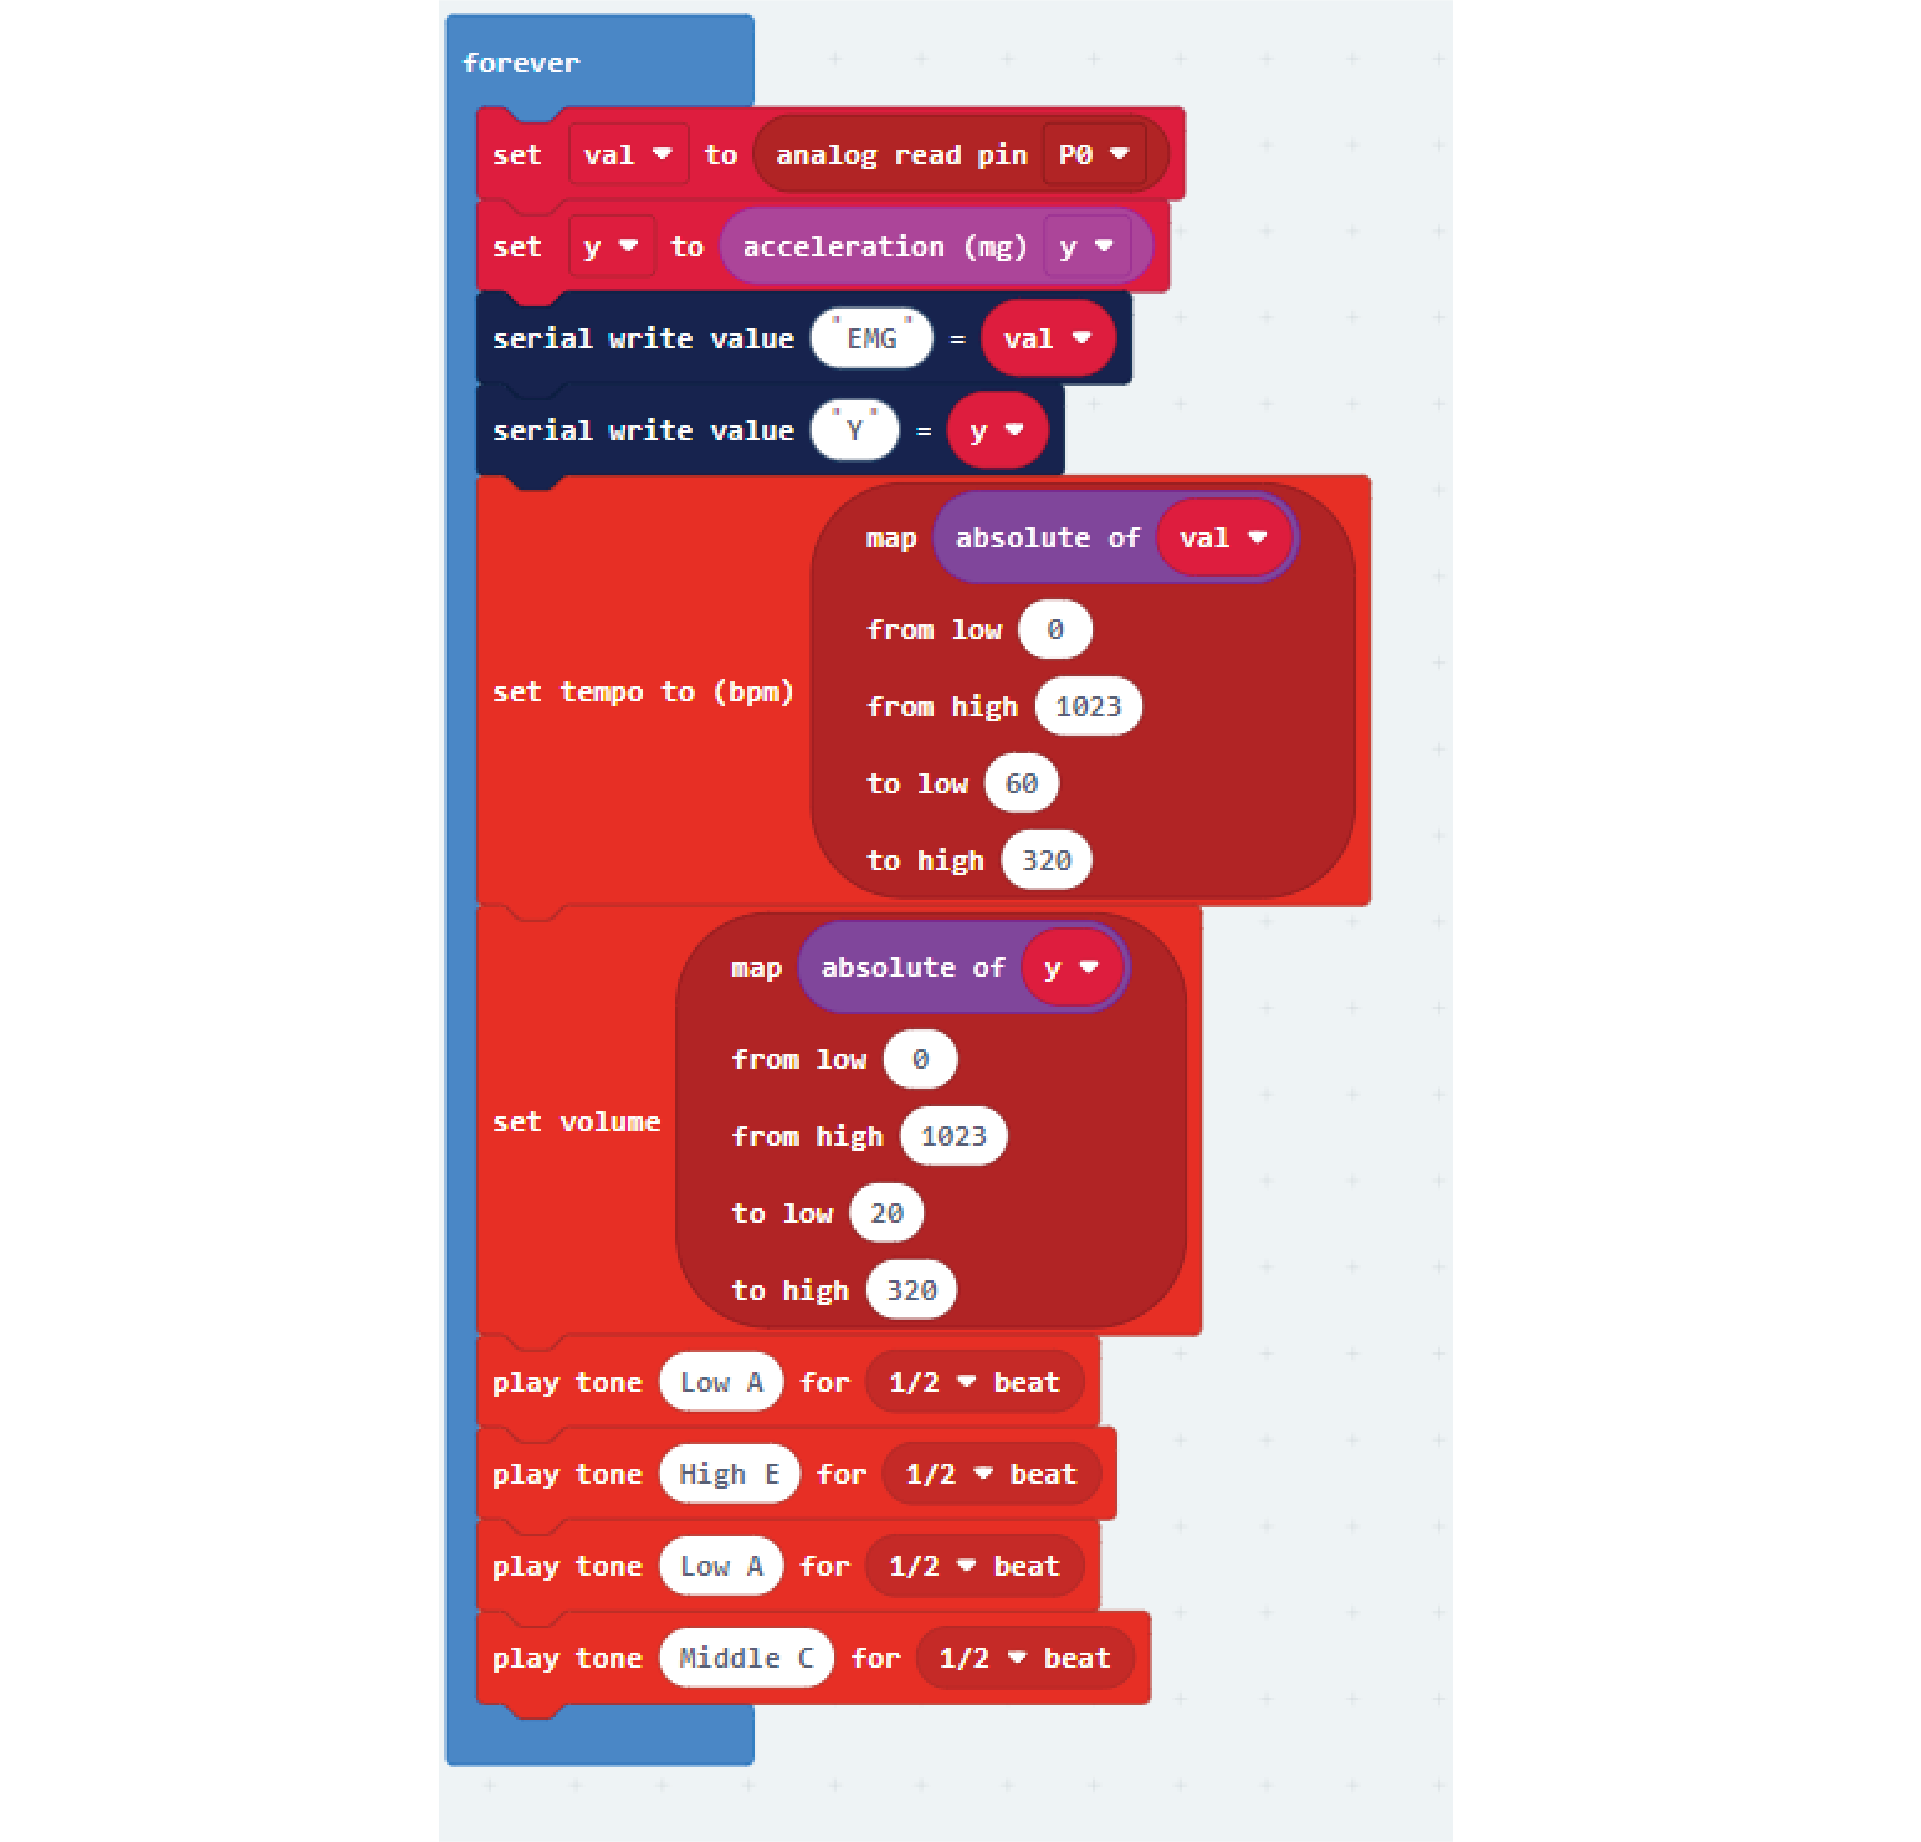 forever
set val to analog read pin P0
set y to acceleration (mg) y
serial write value "EMG" = val
serial write value "Y" = y
map absolute of val
from low 0
from high 1023
set tempo to (bpm)
to low 60
to high 320
map absolute of y
from low 0
set volume
from high 1023
to low 20
to high 320
play tone Low A for 1/2 beat
play tone High E for 1/2 beat
play tone Low A for 1/2 beat
play tone Middle C for 1/2 beat